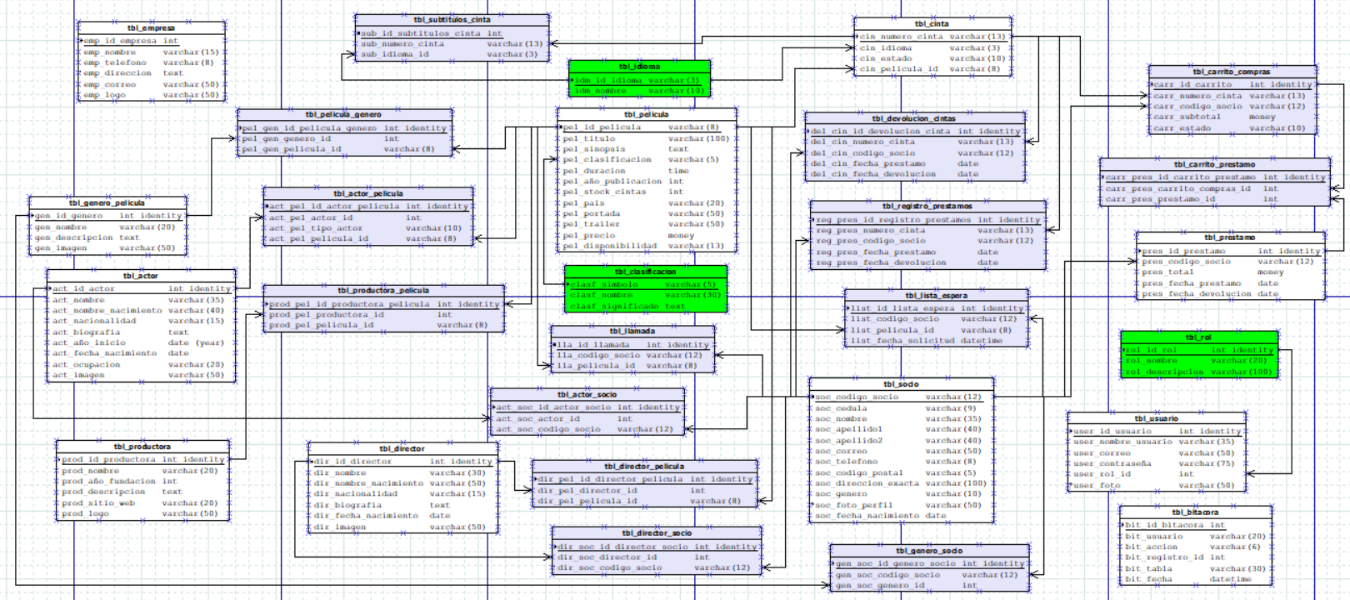 tbl_empresa
emp_id_empresa int
emp_nombre varchar(15)
emp_telefono varchar(8)
emp_direccion text
emp_correo varchar(50)
emp_logo varchar(50)
tbl_subtitulos_cinta
sub_id_subtitulos_cinta int
sub_numero_cinta varchar(13)
sub_idioma_id varchar(3)
tbl_idioma
idm_id_idioma varchar(3)
idm_nombre varchar(10)
tbl_cinta
cin_numero_cinta varchar(13)
cin_idioma varchar(3)
cin_estado varchar(10)
cin_pelicula_id varchar(8)
tbl_carrito_compras
carr_id_carrito int identity
carr_numero_cinta varchar(13)
carr_codigo_socio varchar(12)
carr_subtotal money
carr_estado varchar(10)
tbl_pelicula_genero
pel_gen_id_pelicula_genero int identity
pel_gen_genero_id int
pel_gen_pelicula_id varchar(8)
tbl_pelicula
pel_id_pelicula varchar(8)
pel_titulo varchar(100)
pel_sinopsis text
pel_clasificacion varchar(5)
pel_duracion time
pel_año_publicacion int
pel_stock_cintas int
pel_pais varchar(20)
pel_portada varchar(50)
pel_trailer varchar(50)
pel_precio money
pel_disponibilidad varchar(13)
tbl_devolucion_cintas
del_cin_id_devolucion_cintas int identity
del_cin_numero_cinta varchar(13)
del_cin_codigo_socio varchar(12)
del_cin_fecha_prestamo date
del_cin_fecha_devolucion date
tbl_carrito_prestamo
carr_pres_id_carrito_prestamo int identity
carr_pres_carrito_compras_id int
carr_pres_prestamo_id int
tbl_genero_pelicula
gen_id_genero int identity
gen_nombre varchar(20)
gen_descripcion text
gen_imagen varchar(50)
tbl_actor_pelicula
act_pel_id_actor_pelicula int identity
act_pel_actor_id int
act_pel_tipo_actor varchar(10)
act_pel_pelicula_id varchar(8)
tbl_registro_prestamos
reg_pres_id_registro_prestamos int identity
reg_pres_numero_cinta varchar(13)
reg_pres_codigo_socio varchar(12)
reg_pres_fecha_prestamo date
reg_pres_fecha_devolucion date
tbl_prestamo
pres_id_prestamo int identity
pres_codigo_socio varchar(12)
pres_total money
pres_fecha_prestamo date
pres_fecha_devolucion date
tbl_actor
act_id_actor int identity
act_nombre varchar(35)
act_nombre_nacimiento varchar(40)
act_nacionalidad varchar(15)
act_biografia text
act_año_inicio date (year)
act_fecha_nacimiento date
act_ocupacion varchar(20)
act_imagen varchar(50)
tbl_productora_pelicula
prod_pel_id_productora_pelicula int identity
prod_pel_productora_id int
prod_pel_pelicula_id varchar(8)
tbl_clasificacion
clasf_simbolo varchar(5)
clasf_nombre varchar(30)
clasf_significado text
tbl_lista_espera
list_id_lista_espera int identity
list_codigo_socio varchar(12)
list_pelicula_id varchar(8)
list_fecha_solicitud datetime
tbl_llamada
lla_id_llamada int identity
lla_codigo_socio varchar(12)
lla_pelicula_id varchar(8)
tbl_rol
rol_id_rol int identity
rol_nombre varchar(20)
rol_descripcion varchar(100)
tbl_actor_socio
act_soc_id_actor_socio int identity
act_soc_actor_id int
act_soc_codigo_socio varchar(12)
tbl_socio
soc_codigo_socio varchar(12)
soc_cedula varchar(9)
soc_nombre varchar(35)
soc_apellido1 varchar(40)
soc_apellido2 varchar(40)
soc_correo varchar(50)
soc_telefono varchar(8)
soc_codigo_postal varchar(5)
soc_direccion_exacta varchar(100)
soc_genero varchar(10)
soc_foto_perfil varchar(50)
soc_fecha_nacimiento date
tbl_usuario
user_id_usuario int identity
user_nombre_usuario varchar(35)
user_correo varchar(50)
user_contraseña varchar(75)
user_rol_id int
user_foto varchar(50)
tbl_productora
prod_id_productora int identity
prod_nombre varchar(20)
prod_año_fundacion int
prod_descripcion text
prod_sitio_web varchar(20)
prod_logo varchar(50)
tbl_director
dir_id_director int identity
dir_nombre varchar(30)
dir_nombre_nacimiento varchar(50)
dir_nacionalidad varchar(15)
dir_biografia text
dir_fecha_nacimiento date
dir_imagen varchar(50)
tbl_director_pelicula
dir_pel_id_director_pelicula int identity
dir_pel_director_id int
dir_pel_pelicula_id varchar(8)
tbl_director_socio
dir_soc_id_director_socio int identity
dir_soc_director_id int
dir_soc_codigo_socio varchar(12)
tbl_genero_socio
gen_soc_id_genero_socio int identity
gen_soc_codigo_socio varchar(12)
gen_soc_genero_id int
tbl_bitacora
bit_id_bitacora int
bit_usuario varchar(20)
bit_accion varchar(6)
bit_registro_id int
bit_tabla varchar(30)
bit_fecha datetime